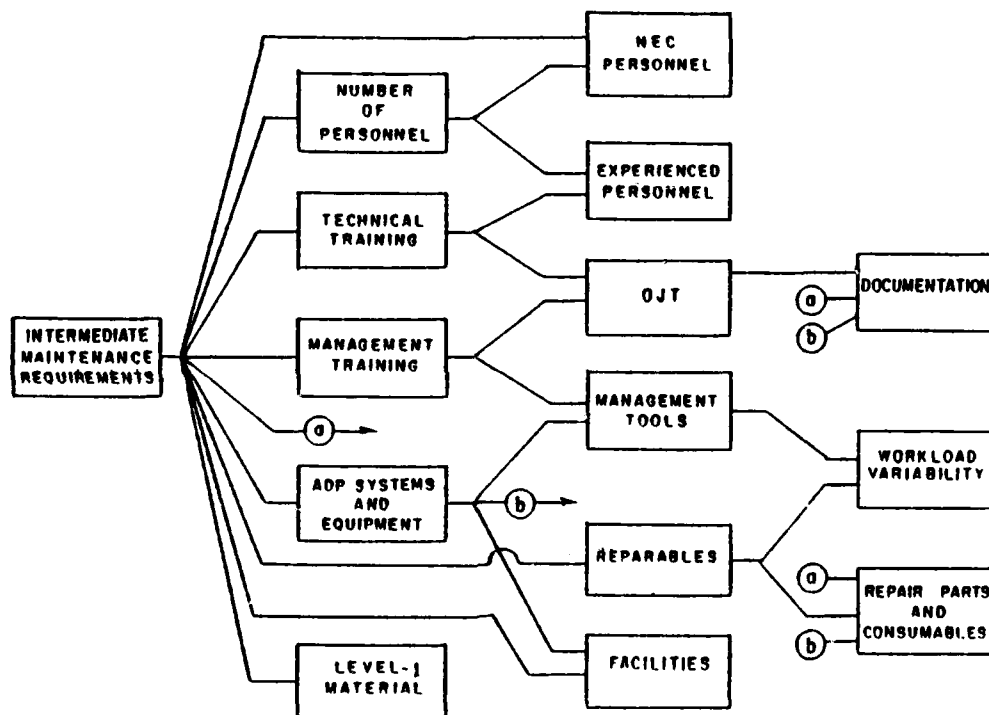 NEC
PERSONNEL
NUMBER
OF
PERSONNEL
EXPERIENCED
PERSONNEL
TECHNICAL
TRAINING
OJT
DOCUMENTATION
a
b
INTERMEDIATE
MAINTENANCE
REQUIREMENTS
MANAGEMENT
TRAINING
MANAGEMENT
TOOLS
a
WORKLOAD
VARIABILITY
ADP SYSTEMS
AND
EQUIPMENT
b
REPARABLES
a
REPAIR PARTS
AND
CONSUMABLES
b
FACILITIES
LEVEL-I
MATERIAL